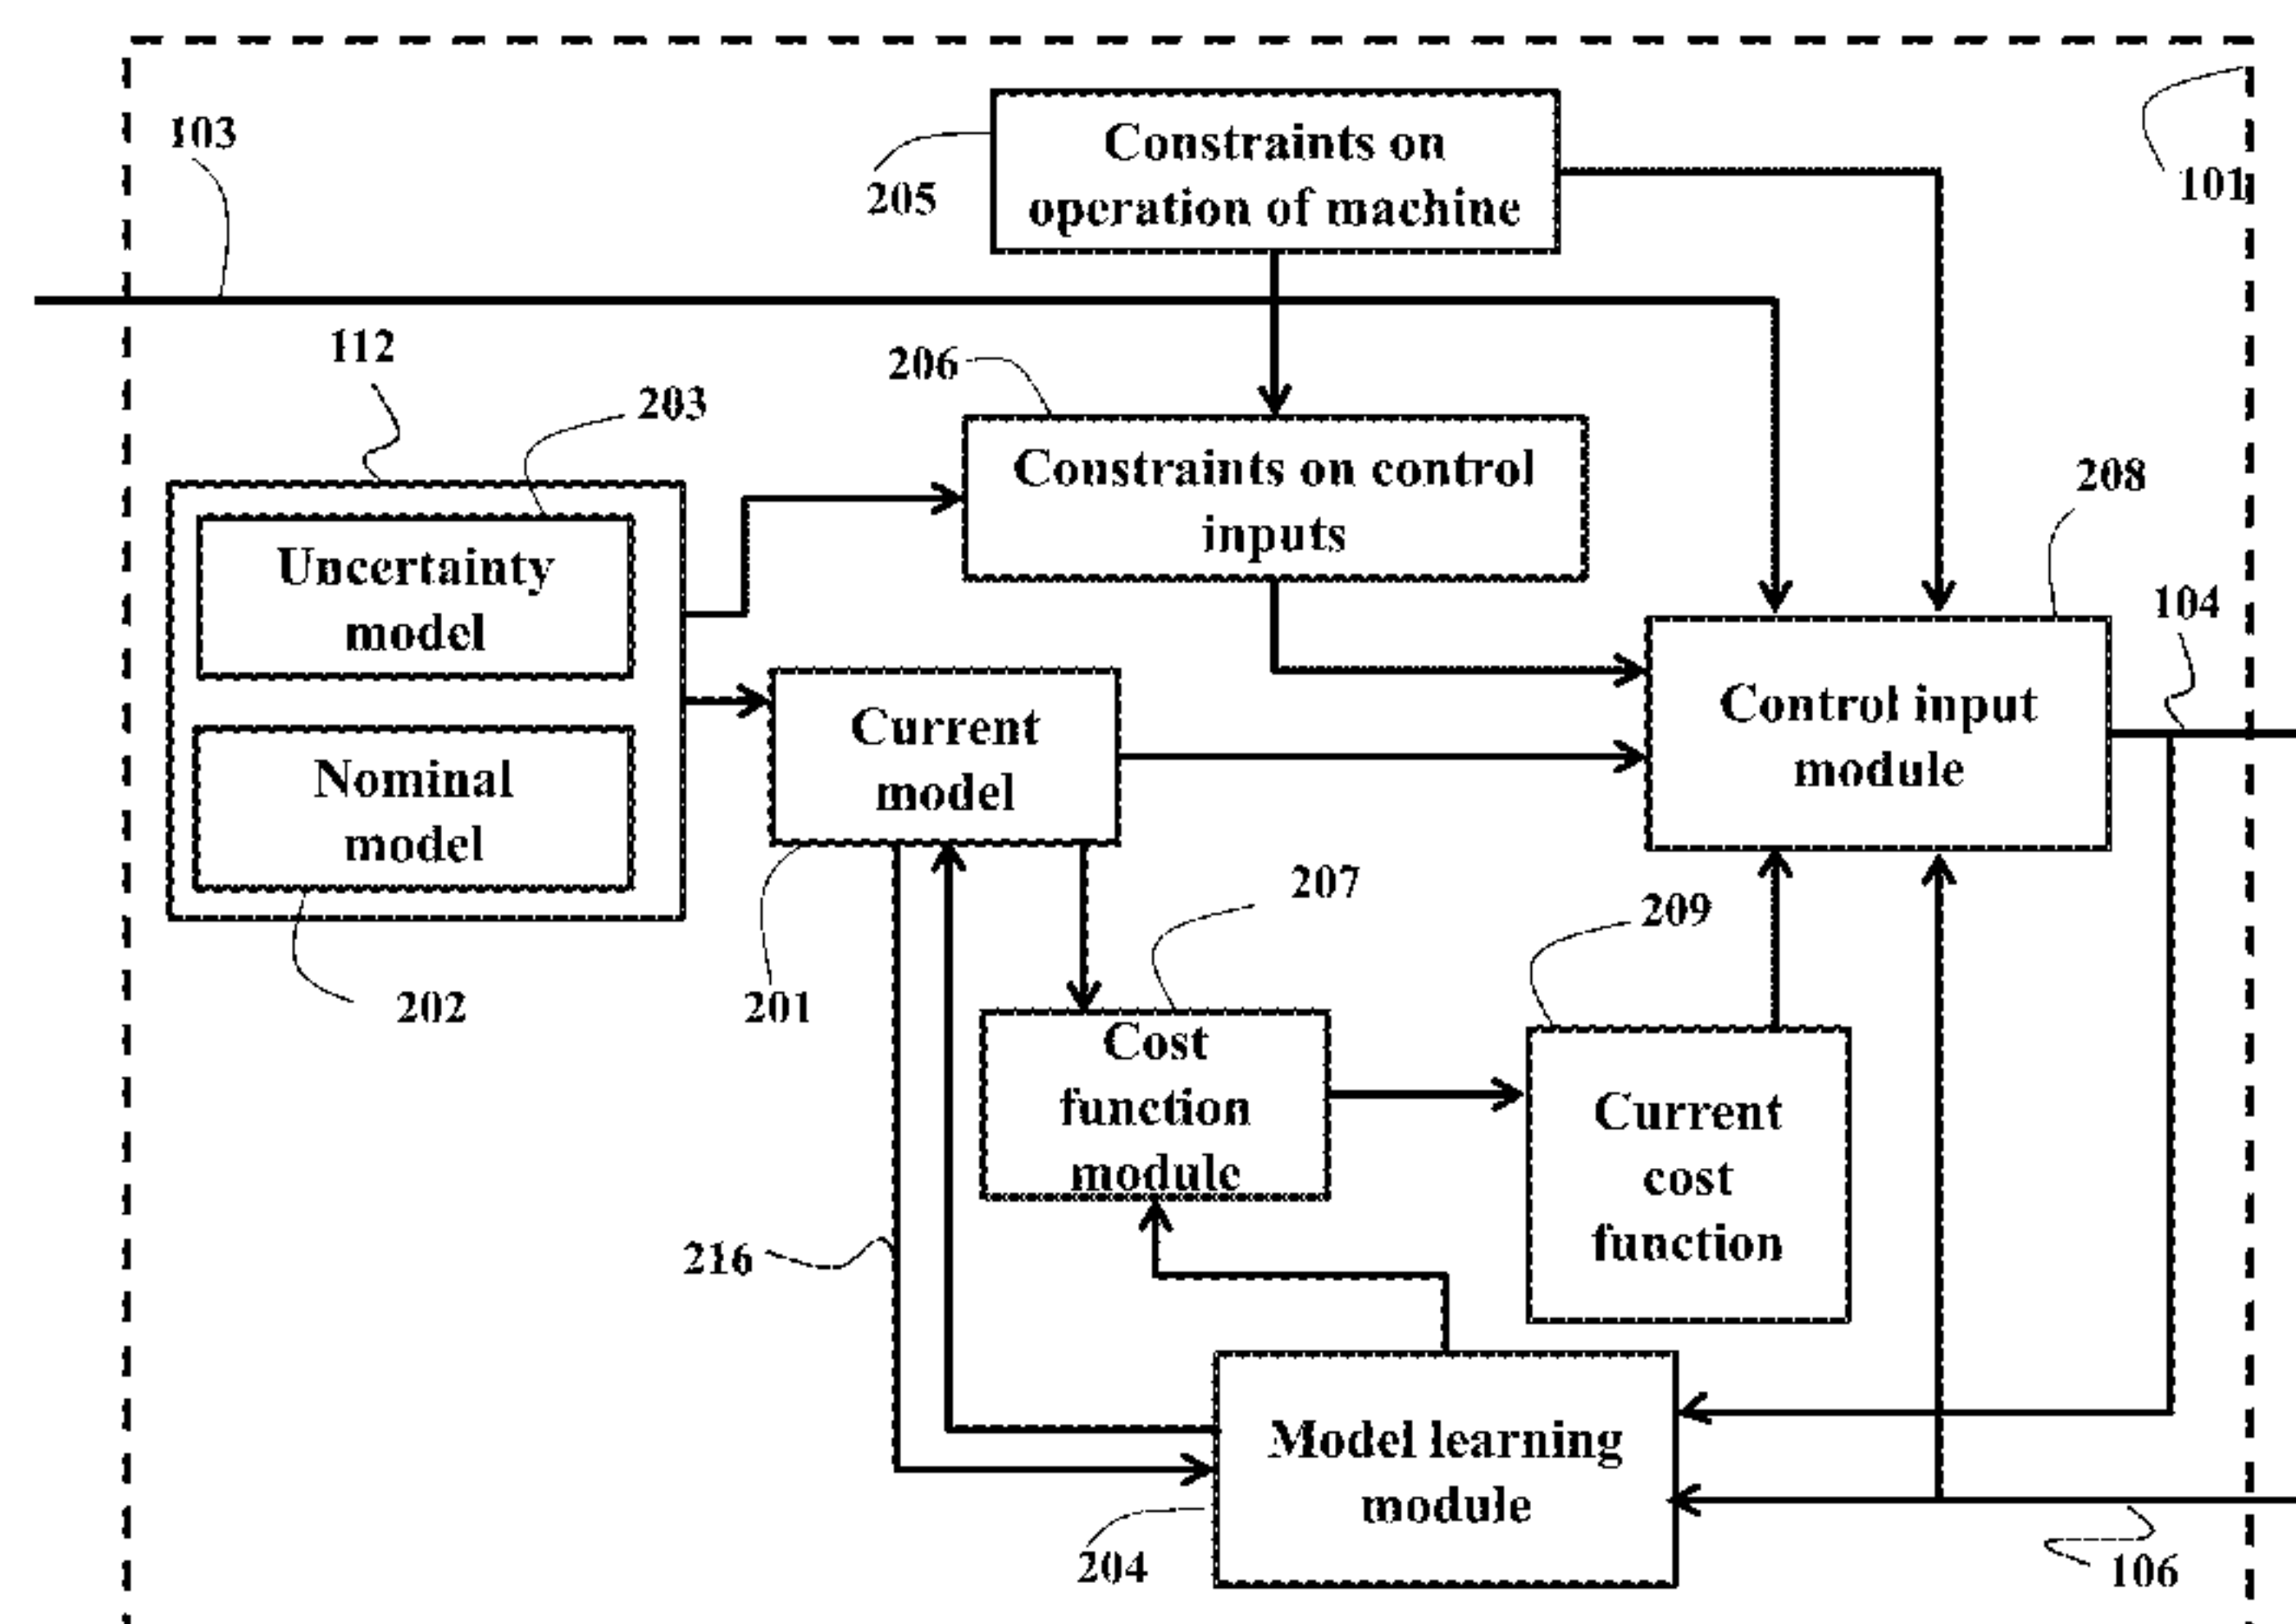 103
Constraints on
operation of machine
205
101
112
203
206
Constraints on control
inputs
208
104
Uncertainty
model
Nominal
model
202
Current
model
201
Control input
module
207
209
Cost
function
module
Current
cost
function
216
Model learning
module
204
106